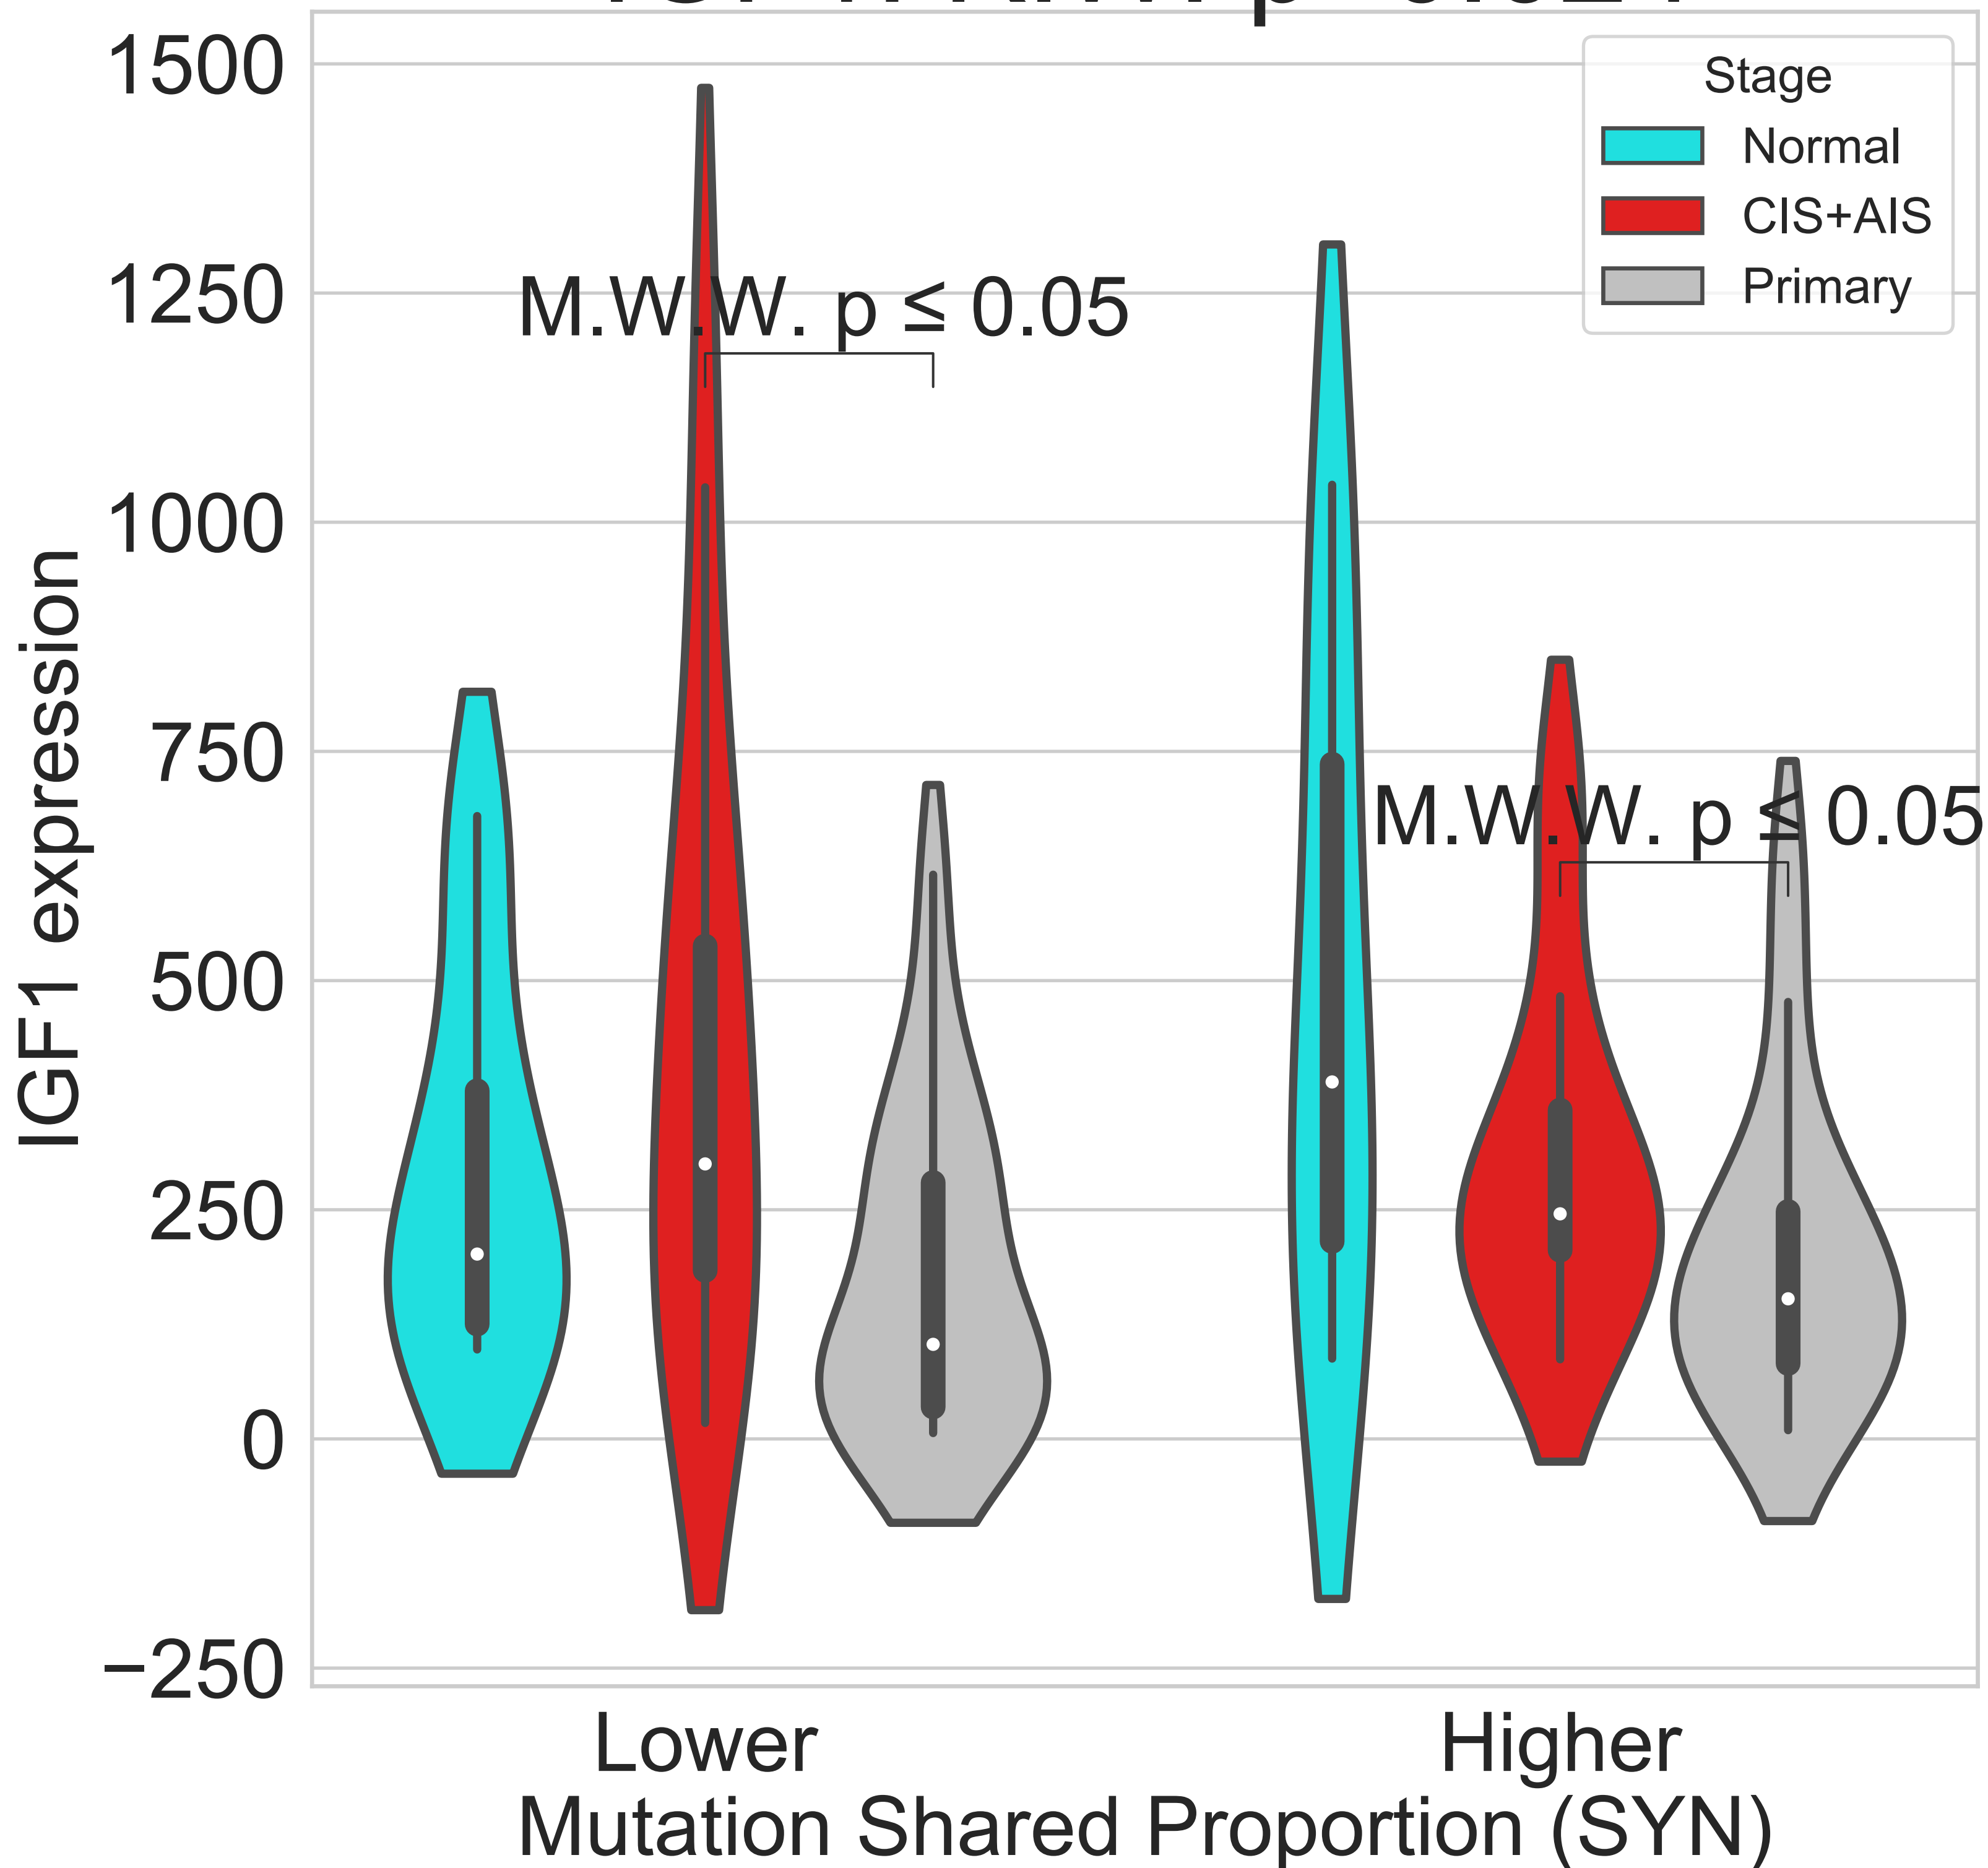 1500
1250
1000
750
500
250
0
−250
IGF1 expression
Stage
Normal
CIS+AIS
Primary
M.W.W. p ≤ 0.05
M.W.W. p ≤ 0.05
Lower
Higher
Mutation Shared Proportion (SYN)